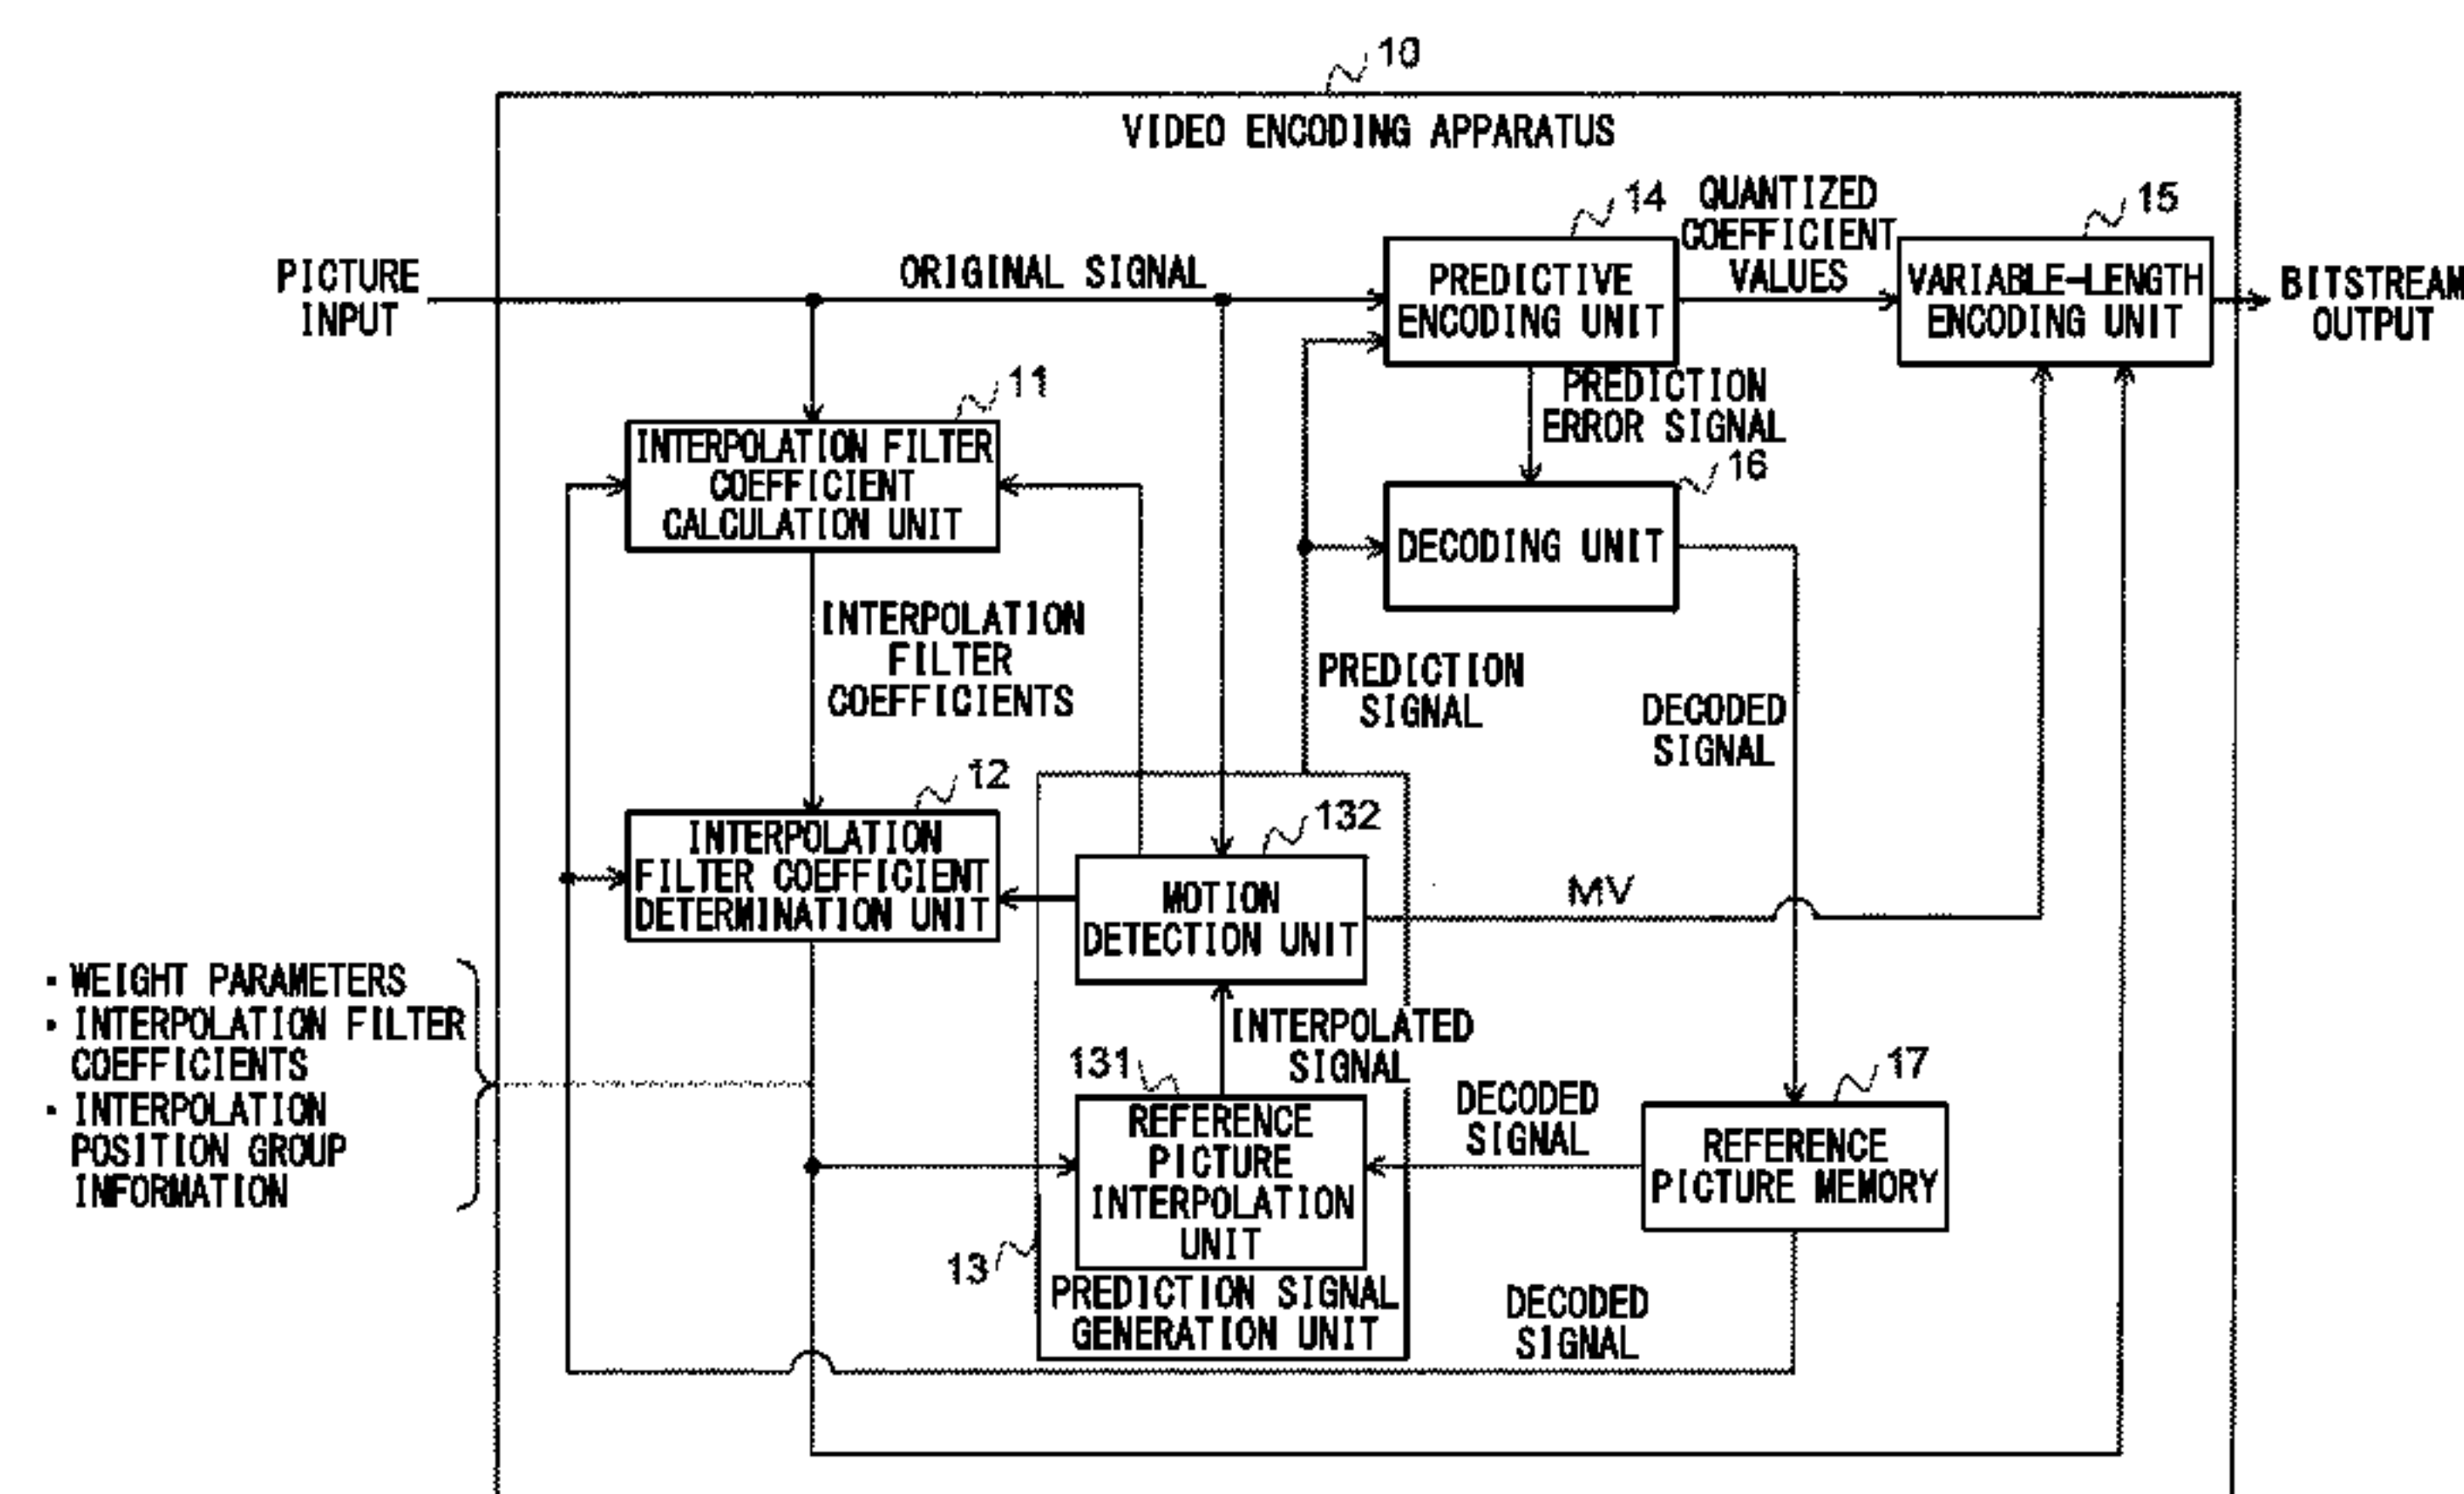 10
VIDEO ENCODING APPARATUS
PICTURE
INPUT
ORIGINAL SIGNAL
14
PREDICTIVE
ENCODING UNIT
QUANTIZED
COEFFICIENT
VALUES
15
VARIABLE-LENGTH
ENCODING UNIT
BITSTREAM
OUTPUT
11
INTERPOLATION FILTER
COEFFICIENT
CALCULATION UNIT
PREDICTION
ERROR SIGNAL
16
DECODING UNIT
INTERPOLATION
FILTER
COEFFICIENTS
PREDICTION
SIGNAL
DECODED
SIGNAL
12
INTERPOLATION
FILTER COEFFICIENT
DETERMINATION UNIT
132
MOTION
DETECTION UNIT
MV
· WEIGHT PARAMETERS
· INTERPOLATION FILTER
COEFFICIENTS
· INTERPOLATION
POSITION GROUP
INFORMATION
INTERPOLATED
SIGNAL
131
REFERENCE
PICTURE
INTERPOLATION
UNIT
DECODED
SIGNAL
17
REFERENCE
PICTURE MEMORY
13
PREDICTION SIGNAL
GENERATION UNIT
DECODED
SIGNAL